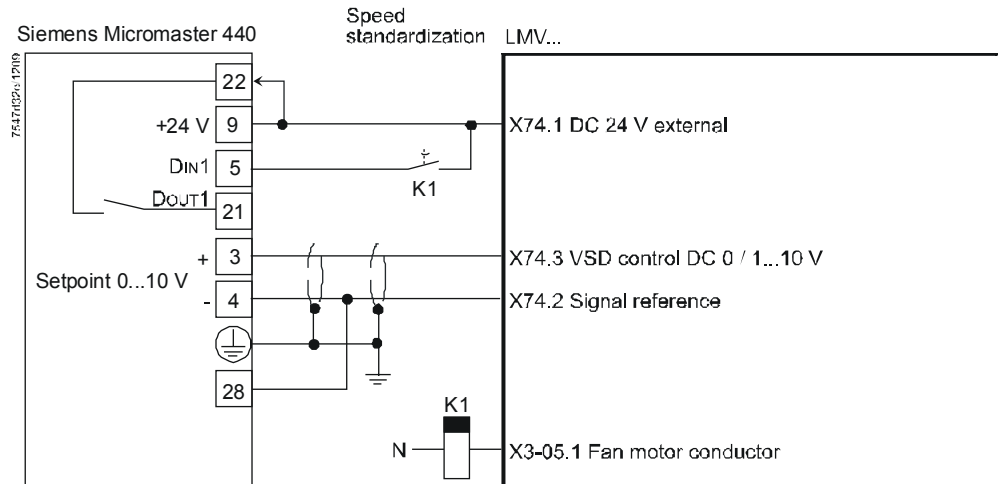 Speed
Siemens Micromaster 440 standardization LMV...
7547d32e/1209
22
+24 V 9 X74.1 DC 24 V external
DIN1 5
K1
DOUT1 21
+ 3 X74.3 VSD control DC 0 / 1...10 V
Setpoint 0...10 V
- 4 X74.2 Signal reference
28
K1
N X3-05.1 Fan motor conductor